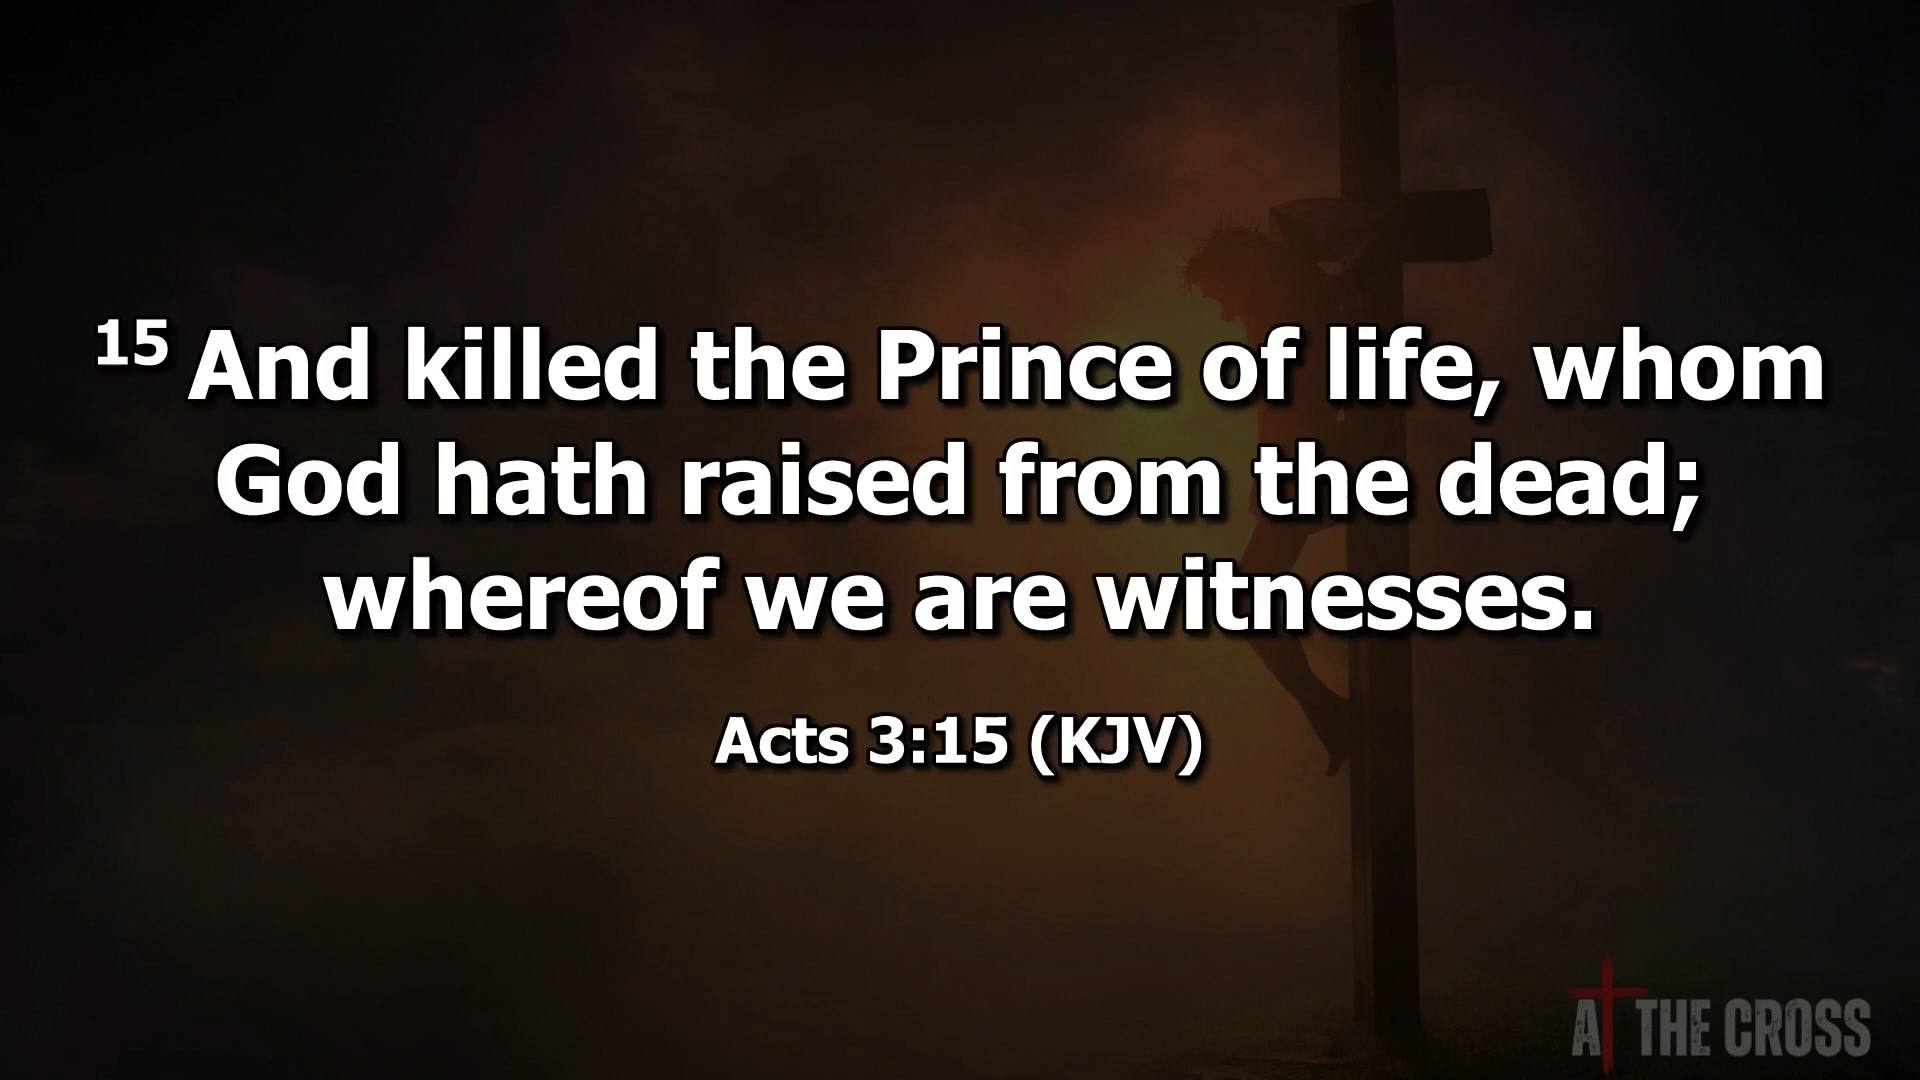 15 And killed the Prince of life, whom
God hath raised from the dead;
whereof we are witnesses.
Acts 3:15 (KJV)
AT THE CROSS